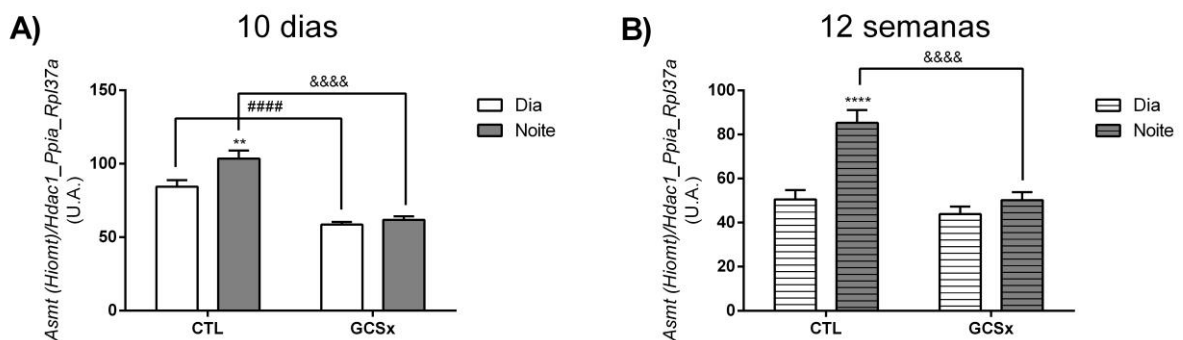 A)
10 dias
Asmt (Hiomt)/Hdac1_Ppia_Rpl37a
(U.A.)
150
100
50
0
&&&&
####
**
CTL
GCSx
Dia
Noite
B)
12 semanas
Asmt (Hiomt)/Hdac1_Ppia_Rpl37a
(U.A.)
100
80
60
40
20
0
&&&&
****
CTL
GCSx
Dia
Noite